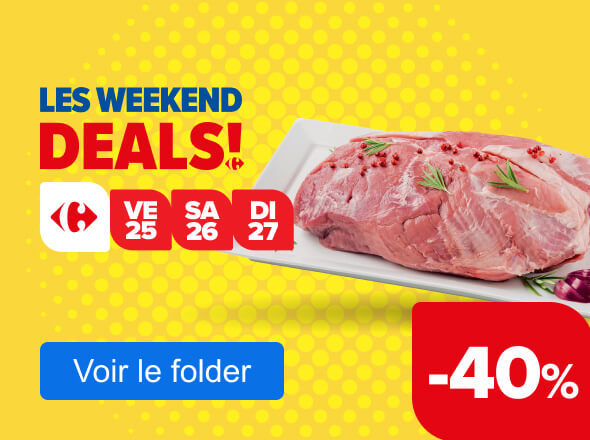 LES WEEKEND
DEALS!
VE SA DI
25 26 27
Voir le folder
-40%